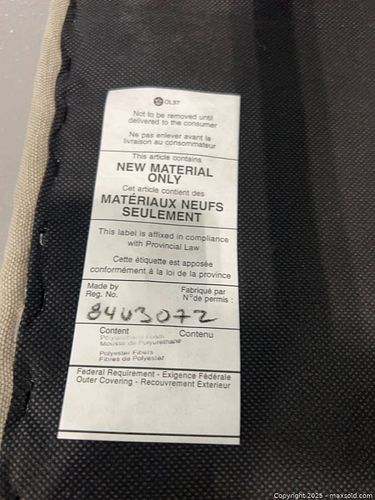 OLST
Not to be removed until
delivered to the consumer
Ne pas enlever avant la
livraison au consommateur
This article contains
NEW MATERIAL
ONLY
Cet article contient des
MATÉRIAUX NEUFS
SEULEMENT
This label is affixed in compliance
with Provincial Law
Cette étiquette est apposée
conformément à la loi de la province
Made by Fabriqué par
Reg. No. N° de permis :
8403072
Content Contenu
Polyurethane Foam
Mousse de Polyuréthane
Polyester Fibers
Fibres de Polyester
Federal Requirement - Exigence Fédérale
Outer Covering - Recouvrement Exterieur
Copyright 2025 - maxsold.com